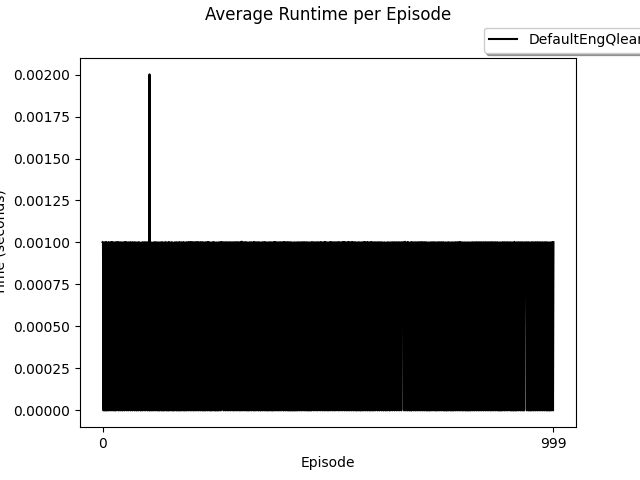 Average Runtime per Episode
DefaultEngQlear
0.00200
0.00175
0.00150
0.00125
0.00100
0.00075
0.00050
0.00025
0.00000
Time (seconds)
0 999
Episode